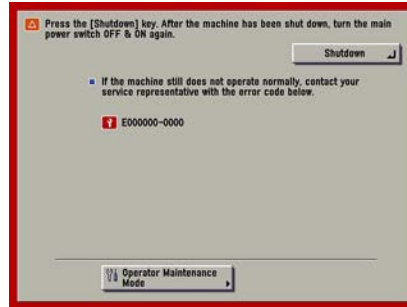 Press the [Shutdown] key. After the machine has been shut down, turn the main
power switch OFF & ON again.
Shutdown
If the machine still does not operate normally, contact your
service representative with the error code below.
E000000-0000
Operator Maintenance
Mode